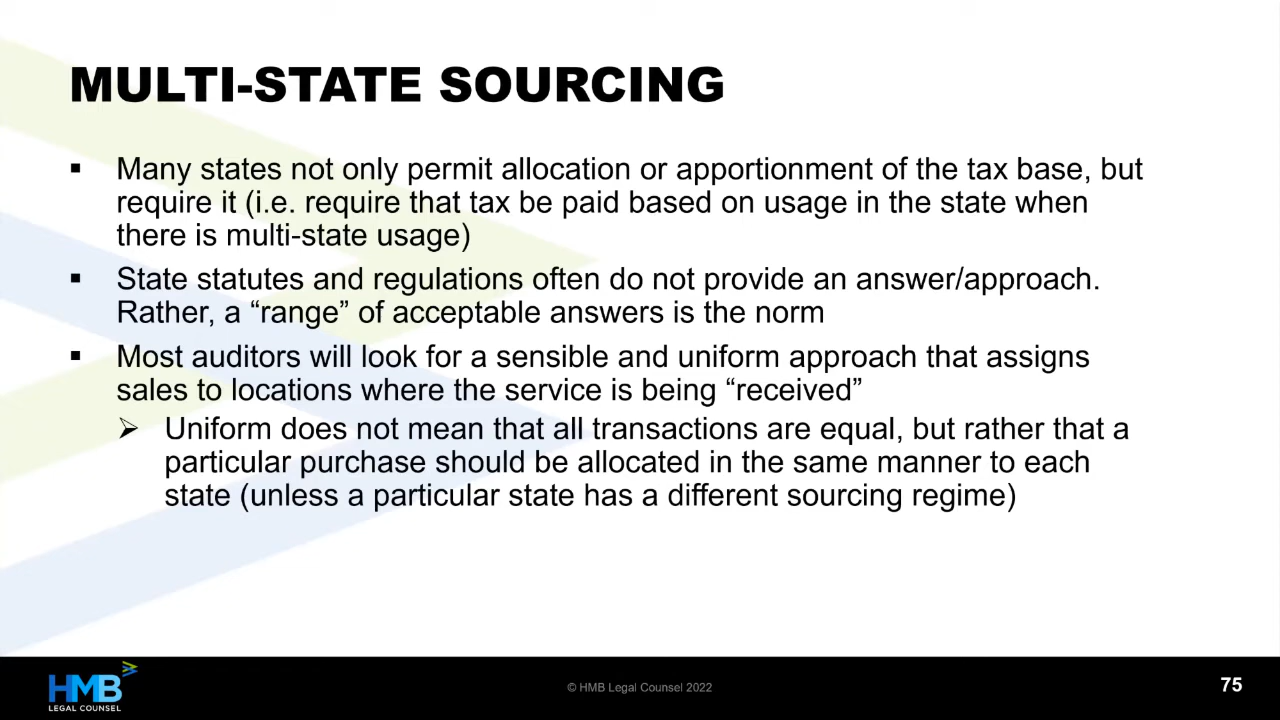 MULTI-STATE SOURCING
▪ Many states not only permit allocation or apportionment of the tax base, but
require it (i.e. require that tax be paid based on usage in the state when
there is multi-state usage)
▪ State statutes and regulations often do not provide an answer/approach.
Rather, a “range” of acceptable answers is the norm
▪ Most auditors will look for a sensible and uniform approach that assigns
sales to locations where the service is being “received”
➢ Uniform does not mean that all transactions are equal, but rather that a
particular purchase should be allocated in the same manner to each
state (unless a particular state has a different sourcing regime)
HMB
LEGAL COUNSEL
© HMB Legal Counsel 2022
75